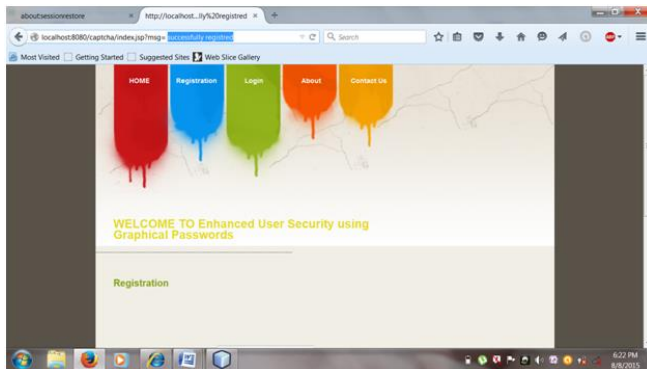 about:sessionrestore
http://localhost...lly%20registred
localhost:8080/captcha/index.jsp?msg=successfully registred
Search
Most Visited Getting Started Suggested Sites Web Slice Gallery
HOME Registration Login About Contact Us
WELCOME TO Enhanced User Security using
Graphical Passwords
Registration
6:22 PM
8/8/2015